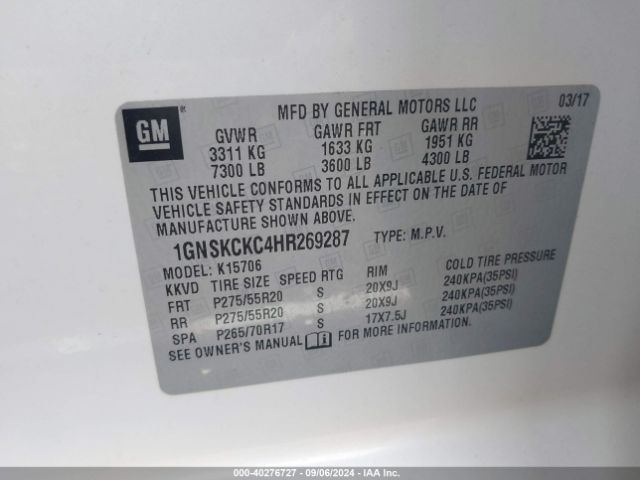 GM
MFD BY GENERAL MOTORS LLC 03/17
GVWR GAWR FRT GAWR RR
3311 KG 1633 KG 1951 KG
7300 LB 3600 LB 4300 LB
THIS VEHICLE CONFORMS TO ALL APPLICABLE U.S. FEDERAL MOTOR
VEHICLE SAFETY STANDARDS IN EFFECT ON THE DATE OF
MANUFACTURE SHOWN ABOVE.
1GNSKCKC4HR269287 TYPE: M.P.V.
MODEL: K15706
KKVD TIRE SIZE SPEED RTG RIM COLD TIRE PRESSURE
FRT P275/55R20 S 20X9J 240KPA(35PSI)
RR P275/55R20 S 20X9J 240KPA(35PSI)
SPA P265/70R17 S 17X7.5J 240KPA(35PSI)
SEE OWNER'S MANUAL FOR MORE INFORMATION.
000-40276727 - 09/06/2024 - IAA Inc.